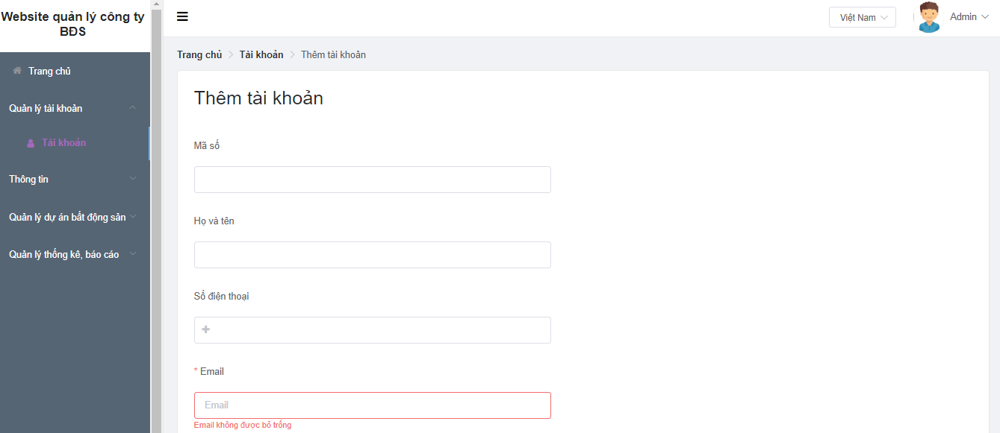 Website quản lý công ty
BĐS
Việt Nam
Admin
Trang chủ
Quản lý tài khoản
Tài khoản
Thông tin
Quản lý dự án bất động sản
Quản lý thống kê, báo cáo
Trang chủ > Tài khoản > Thêm tài khoản
Thêm tài khoản
Mã số
Họ và tên
Số điện thoại
* Email
Email
Email không được bỏ trống